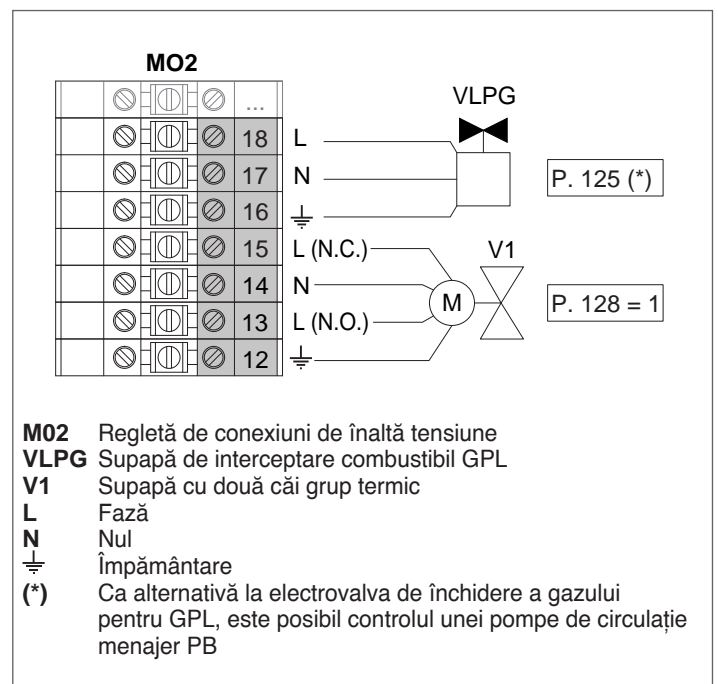 MO2
...
VLPG
18 L
17 N
P. 125 (*)
16
15 L (N.C.)
V1
14 N
M
P. 128 = 1
13 L (N.O.)
12
M02 Regletă de conexiuni de înaltă tensiune
VLPG Supapă de interceptare combustibil GPL
V1 Supapă cu două căi grup termic
L Fază
N Nul
Împământare
(*) Ca alternativă la electrovalva de închidere a gazului
pentru GPL, este posibil controlul unei pompe de circulație
menajer PB